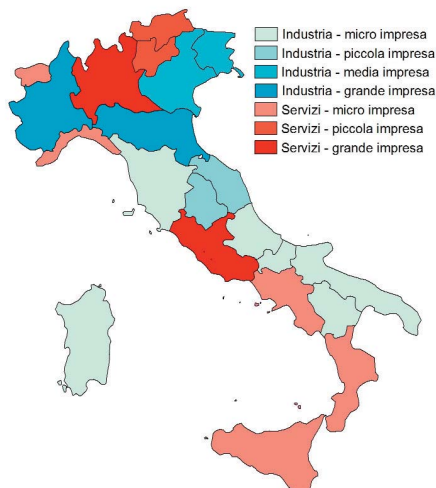 Industria - micro impresa
Industria - piccola impresa
Industria - media impresa
Industria - grande impresa
Servizi - micro impresa
Servizi - piccola impresa
Servizi - grande impresa